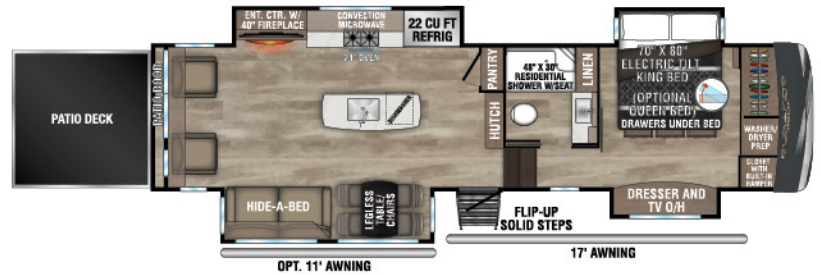 ENT. CTR. W/
40" FIREPLACE
CONVECTION
MICROWAVE
21" OVEN
22 CU FT
REFRIG
PATIO DECK
PATIO DOOR
PANTRY
HUTCH
48" X 30"
RESIDENTIAL
SHOWER W/SEAT
LINEN
70" X 80"
ELECTRIC TILT
KING BED
(OPTIONAL
QUEEN BED)
DRAWERS UNDER BED
WASHER/
DRYER
PREP
CLOSET
WITH
BUILT-IN
HAMPER
HIDE-A-BED
LEGLESS
TABLE/
CHAIRS
FLIP-UP
SOLID STEPS
DRESSER AND
TV O/H
OPT. 11' AWNING
17' AWNING